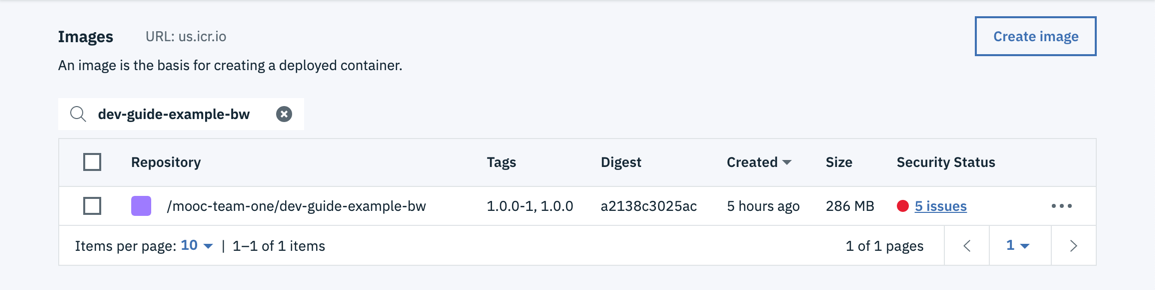 Images URL: us.icr.io Create image
An image is the basis for creating a deployed container.
dev-guide-example-bw
Repository Tags Digest Created Size Security Status
/mooc-team-one/dev-guide-example-bw 1.0.0-1, 1.0.0 a2138c3025ac 5 hours ago 286 MB 5 issues
Items per page: 10 | 1–1 of 1 items 1 of 1 pages 1